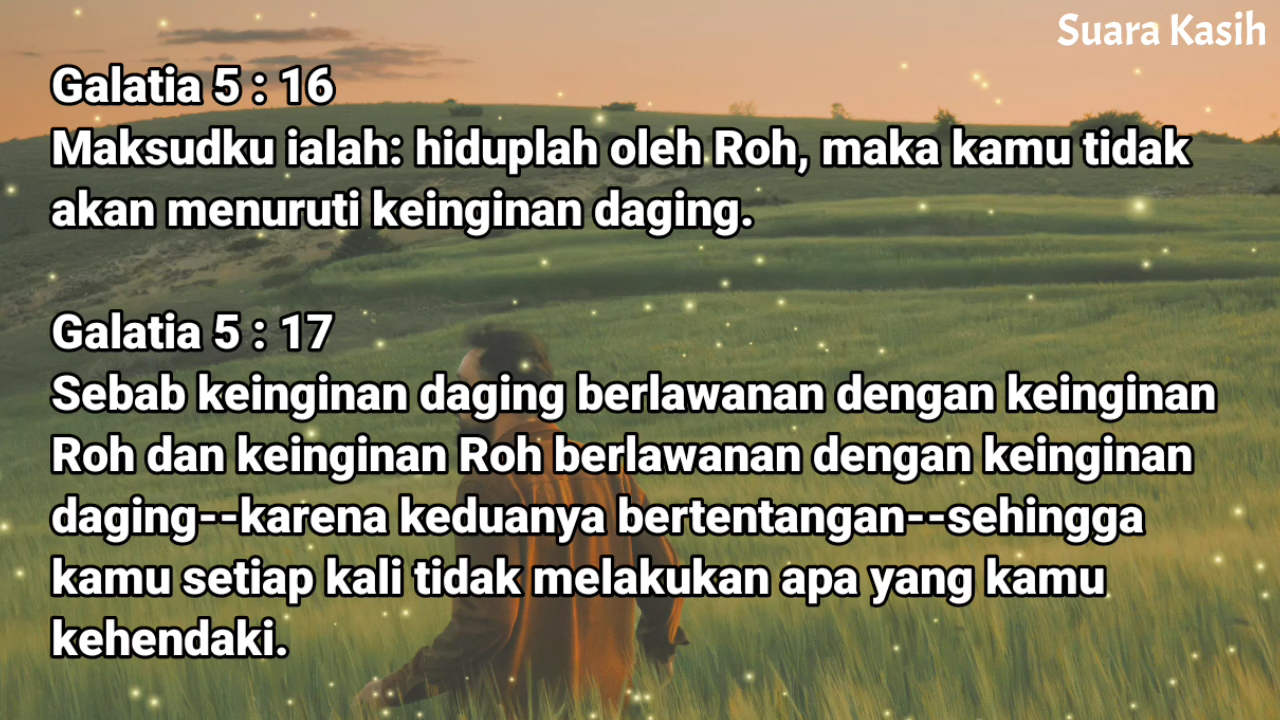 Suara Kasih
Galatia 5 : 16
Maksudku ialah: hiduplah oleh Roh, maka kamu tidak
akan menuruti keinginan daging.
Galatia 5 : 17
Sebab keinginan daging berlawanan dengan keinginan
Roh dan keinginan Roh berlawanan dengan keinginan
daging--karena keduanya bertentangan--sehingga
kamu setiap kali tidak melakukan apa yang kamu
kehendaki.